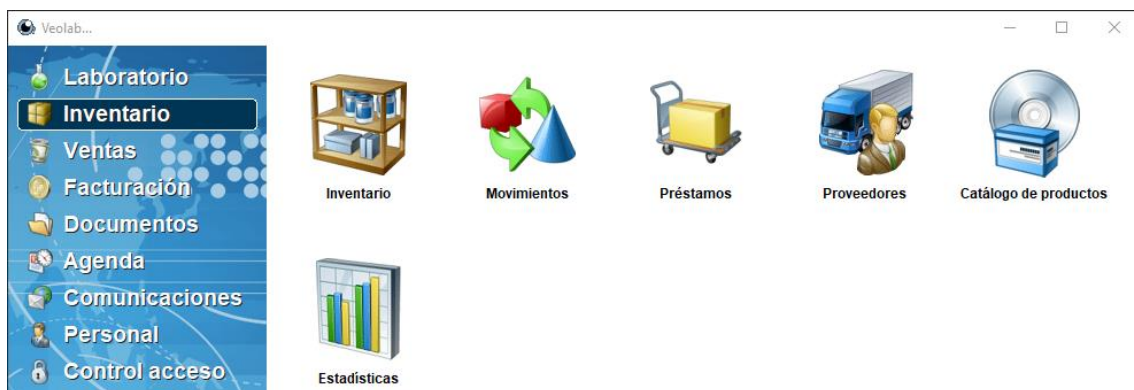 Veolab...
Laboratorio
Inventario
Ventas
Facturación
Documentos
Agenda
Comunicaciones
Personal
Control acceso
Inventario
Movimientos
Préstamos
Proveedores
Catálogo de productos
Estadísticas